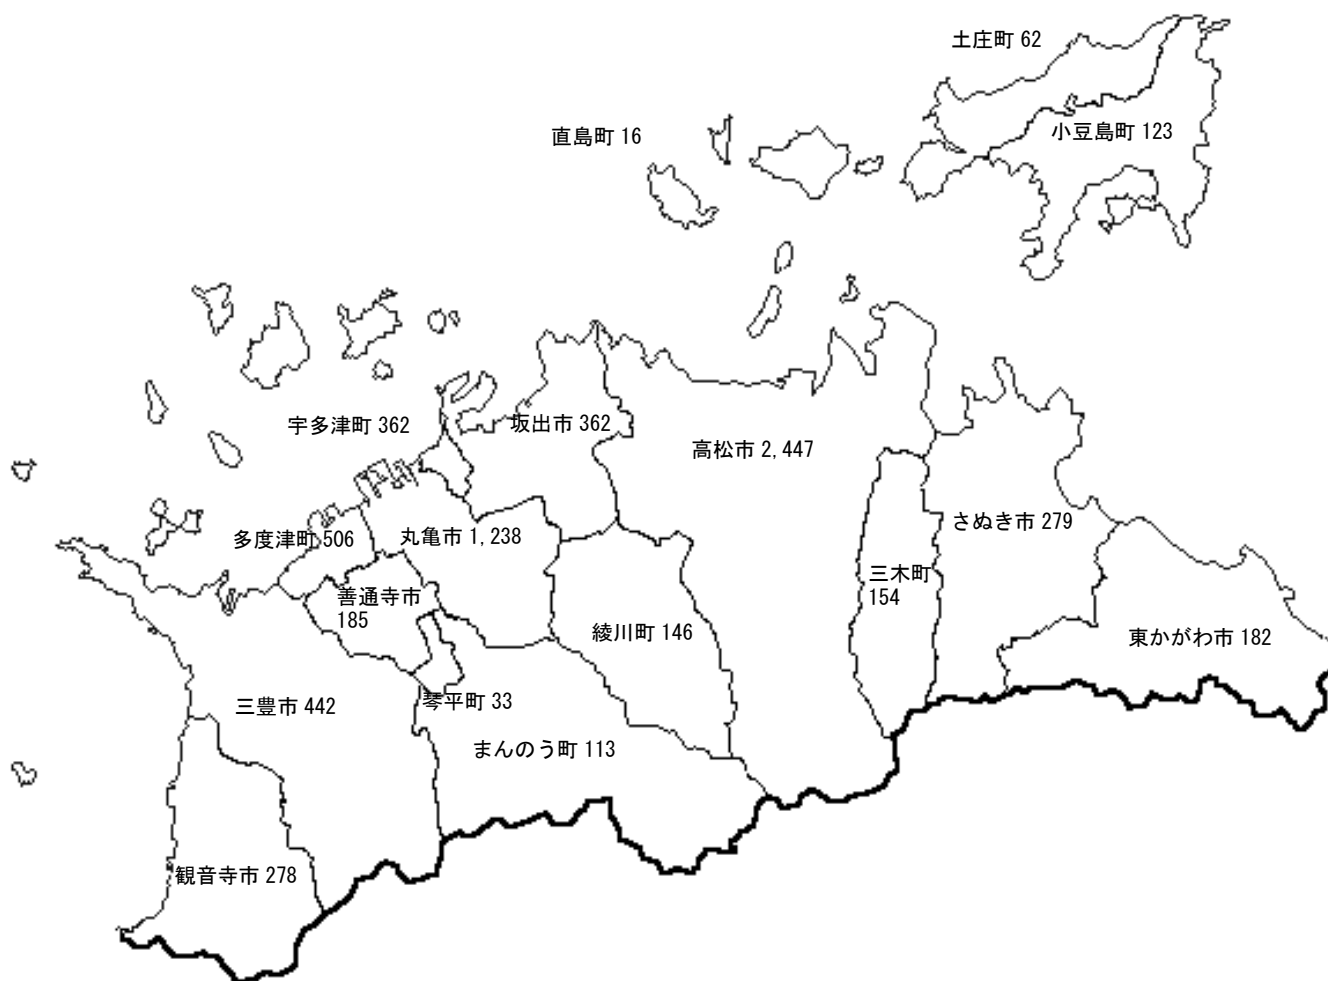 土庄町 62
小豆島町 123
直島町 16
宇多津町 362
坂出市 362
高松市 2,447
さぬき市 279
多度津町 506
丸亀市 1,238
三木町
154
善通寺市
185
綾川町 146
東かがわ市 182
琴平町 33
三豊市 442
まんのう町 113
観音寺市 278